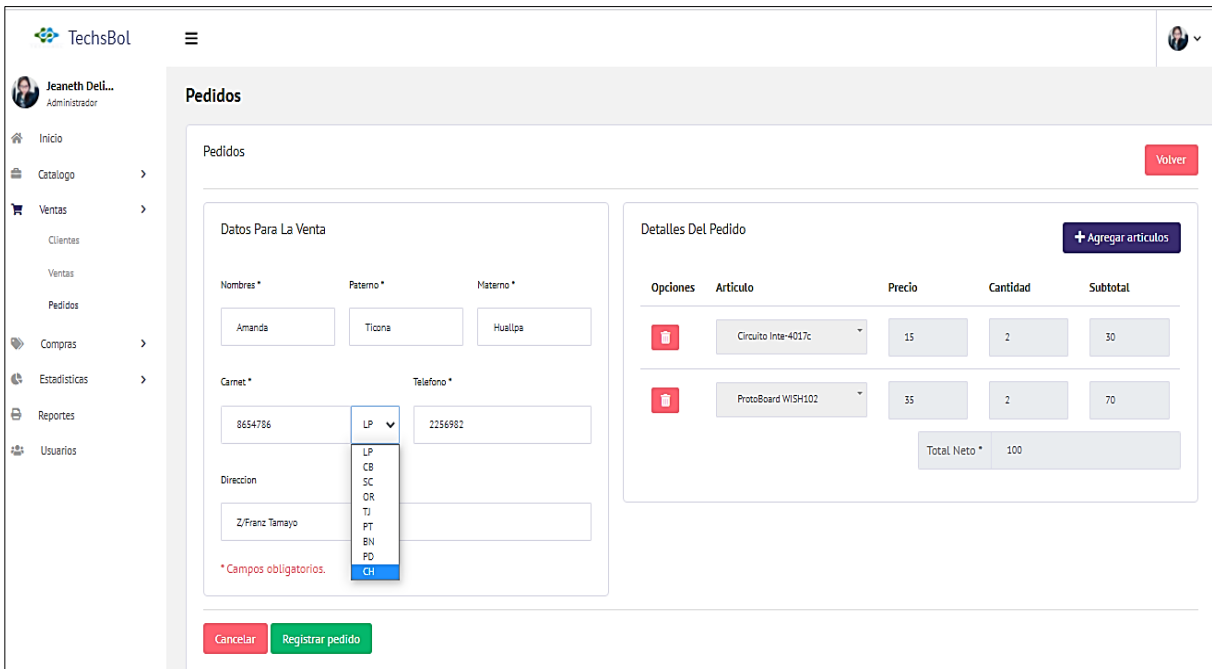 TechsBol
Jeaneth Deli...
Administrador
Inicio
Catalogo
Ventas
Clientes
Ventas
Pedidos
Compras
Estadisticas
Reportes
Usuarios
Pedidos
Pedidos
Volver
Datos Para La Venta
Nombres * Paterno * Materno *
Amanda Ticona Huallpa
Carnet * Telefono *
8654786 LP 2256982
LP
CB
SC
OR
TJ
PT
BN
PD
CH
Direccion
Z/Franz Tamayo
* Campos obligatorios.
Detalles Del Pedido
+ Agregar articulos
Opciones Articulo Precio Cantidad Subtotal
Circuito Inte-4017c 15 2 30
ProtoBoard WISH102 35 2 70
Total Neto * 100
Cancelar Registrar pedido